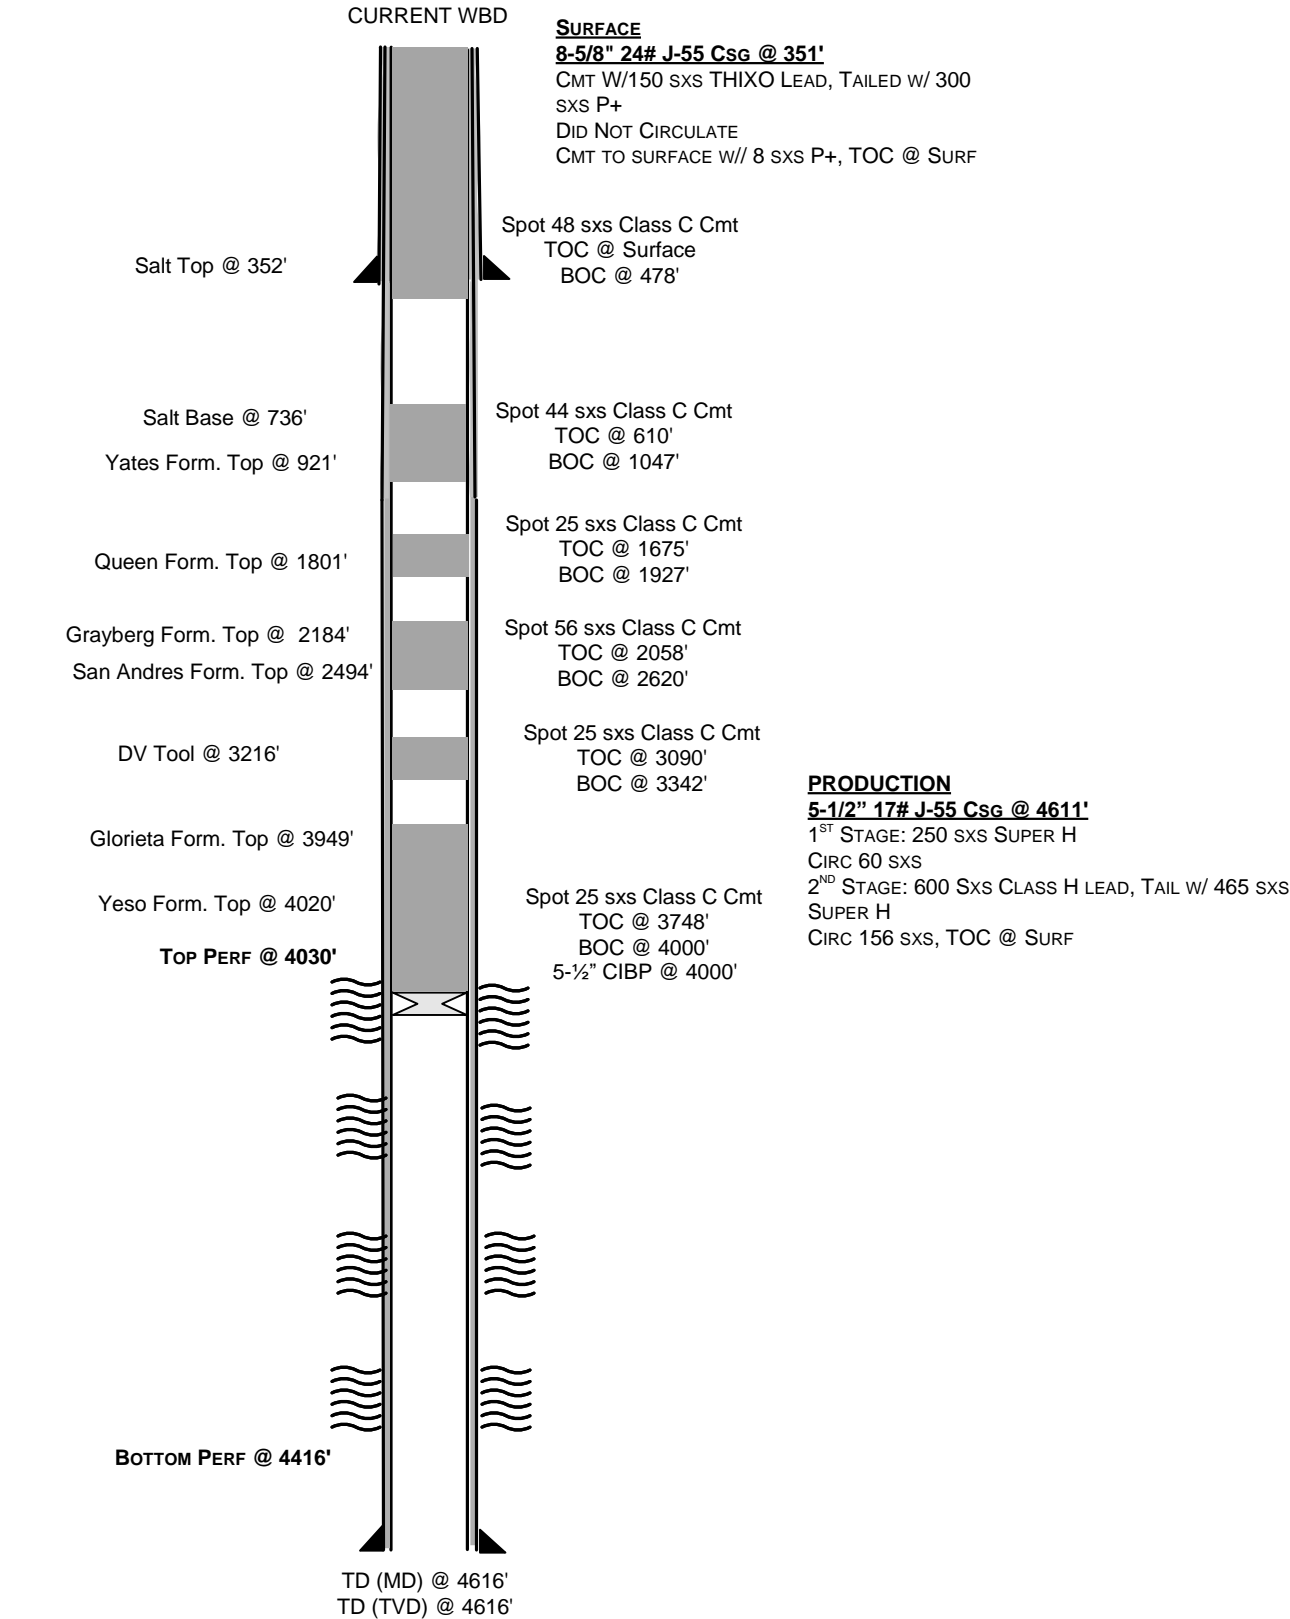 CURRENT WBD
SURFACE
8-5/8" 24# J-55 CSG @ 351'
CMT W/150 SXS THIXO LEAD, TAILED W/ 300
SXS P+
DID NOT CIRCULATE
CMT TO SURFACE W// 8 SXS P+, TOC @ SURF
Spot 48 sxs Class C Cmt
TOC @ Surface
BOC @ 478'
Salt Top @ 352'
Salt Base @ 736'
Yates Form. Top @ 921'
Spot 44 sxs Class C Cmt
TOC @ 610'
BOC @ 1047'
Queen Form. Top @ 1801'
Spot 25 sxs Class C Cmt
TOC @ 1675'
BOC @ 1927'
Grayberg Form. Top @  2184'
San Andres Form. Top @ 2494'
Spot 56 sxs Class C Cmt
TOC @ 2058'
BOC @ 2620'
DV Tool @ 3216'
Spot 25 sxs Class C Cmt
TOC @ 3090'
BOC @ 3342'
PRODUCTION
5-1/2” 17# J-55 CSG @ 4611'
1ST STAGE: 250 SXS SUPER H
CIRC 60 SXS
2ND STAGE: 600 SXS CLASS H LEAD, TAIL W/ 465 SXS
SUPER H
CIRC 156 SXS, TOC @ SURF
Glorieta Form. Top @ 3949'
Yeso Form. Top @ 4020'
TOP PERF @ 4030'
Spot 25 sxs Class C Cmt
TOC @ 3748'
BOC @ 4000'
5-½” CIBP @ 4000'
BOTTOM PERF @ 4416'
TD (MD) @ 4616'
TD (TVD) @ 4616'